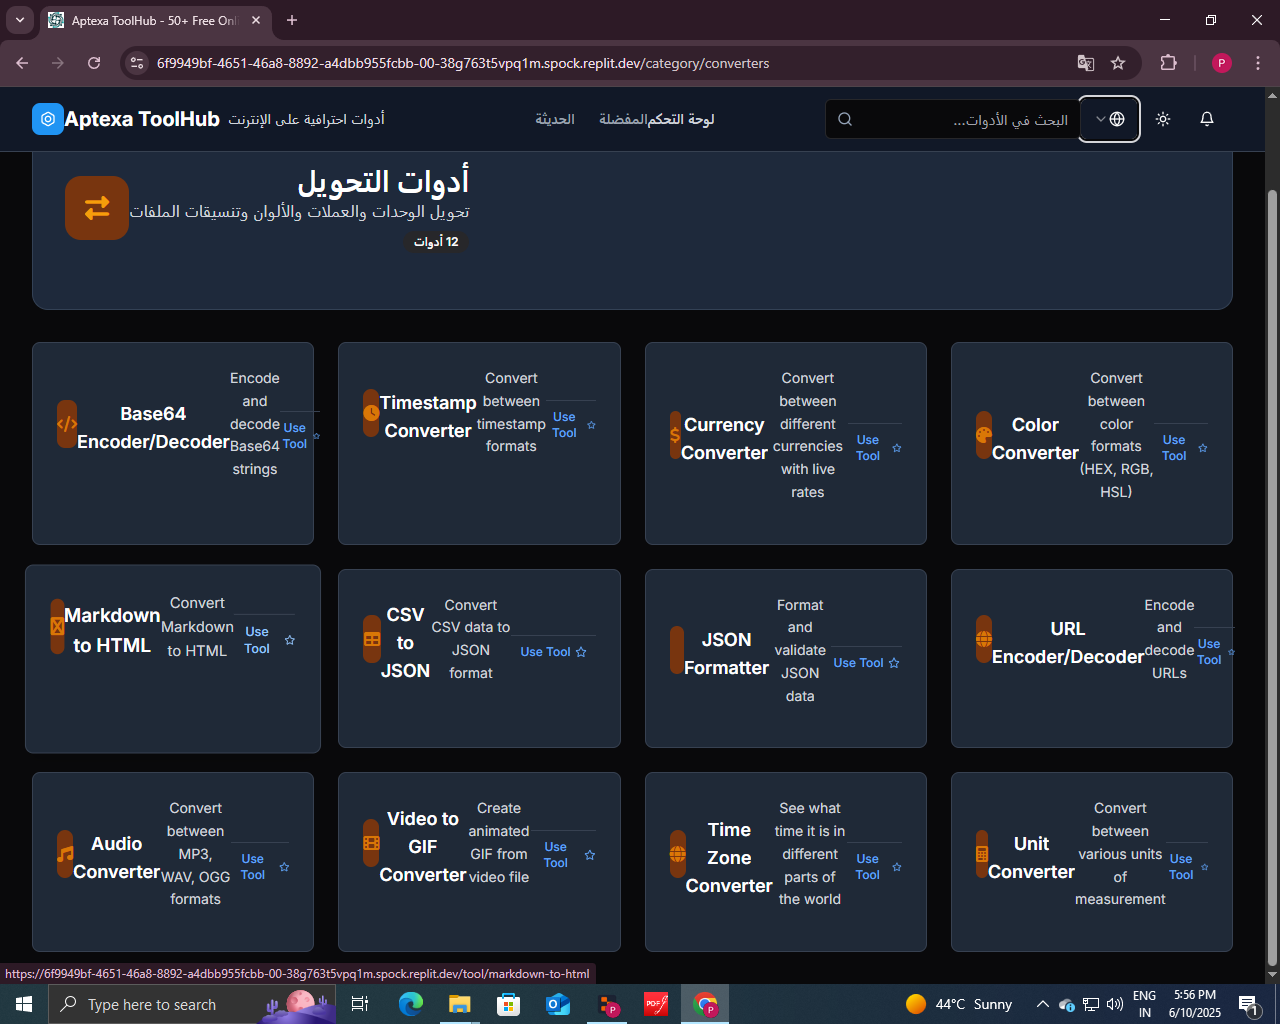 Aptexa ToolHub - 50+ Free Onl
6f9949bf-4651-46a8-8892-a4dbb955fcbb-00-38g763t5vpq1m.spock.replit.dev/category/converters
P
Aptexa ToolHub
أدوات احترافية على الإنترنت
الحديثة
المفضلة
لوحة التحكم
البحث في الأدوات...
أدوات التحويل
تحويل الوحدات والعملات والألوان وتنسيقات الملفات
12 أدوات
Base64
Encoder/Decoder
Encode
and
decode
Base64
strings
Use
Tool
Timestamp
Converter
Convert
between
timestamp
formats
Use
Tool
Currency
Converter
Convert
between
different
currencies
with live
rates
Use
Tool
Color
Converter
Convert
between
color
formats
(HEX, RGB,
HSL)
Use
Tool
Markdown
to HTML
Convert
Markdown
to HTML
Use
Tool
CSV
to
JSON
Convert
CSV data to
JSON
format
Use Tool
JSON
Formatter
Format
and
validate
JSON
data
Use Tool
URL
Encoder/Decoder
Encode
and
decode
URLs
Use
Tool
Audio
Converter
Convert
between
MP3,
WAV, OGG
formats
Use
Tool
Video to
GIF
Converter
Create
animated
GIF from
video file
Use
Tool
Time
Zone
Converter
See what
time it is in
different
parts of
the world
Use
Tool
Unit
Converter
Convert
between
various units
of
measurement
Use
Tool
https://6f9949bf-4651-46a8-8892-a4dbb955fcbb-00-38g763t5vpq1m.spock.replit.dev/tool/markdown-to-html
Type here to search
P
PDF
P
44°C Sunny
ENG
IN
5:56 PM
6/10/2025
1